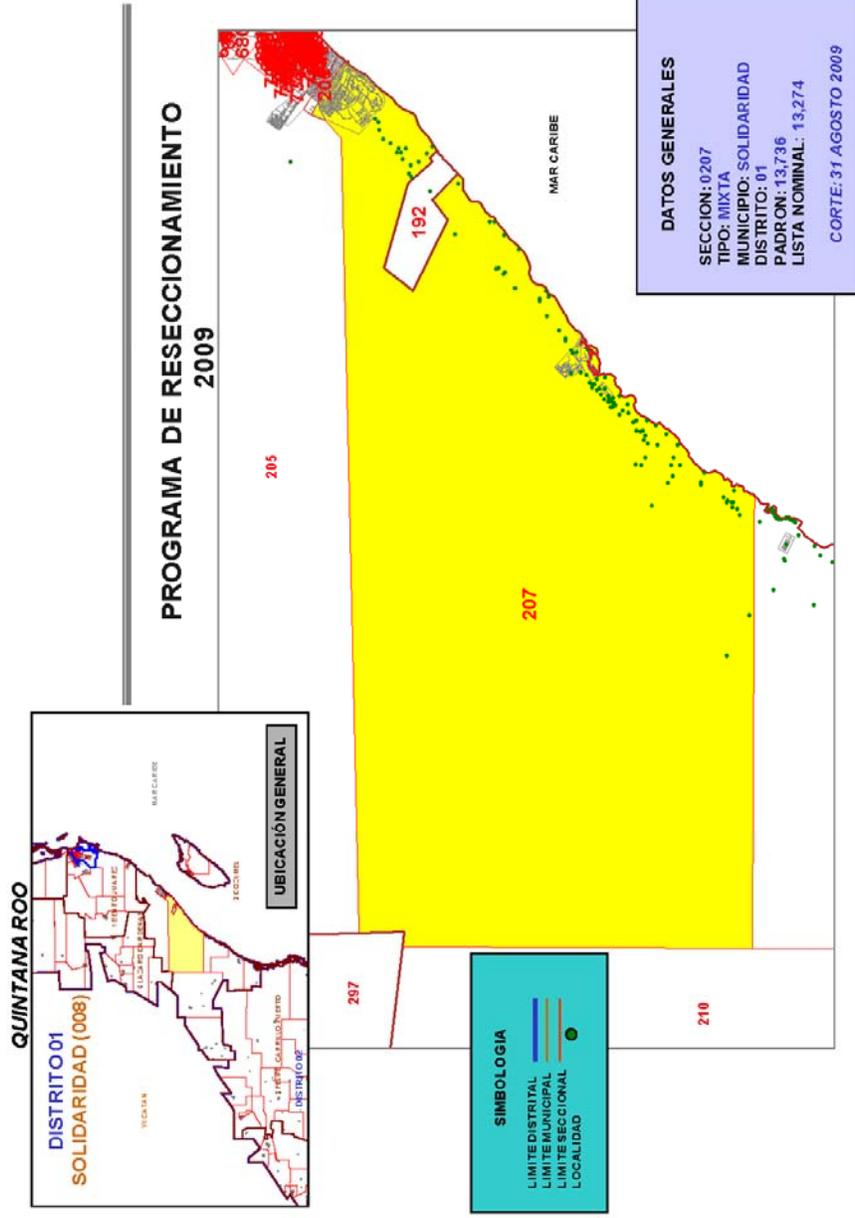 QUINTANA ROO
DISTRITO 01
SOLIDARIDAD (008)
YUCATAN
MAR CARIBE
DISTRITO 02
UBICACIÓN GENERAL
PROGRAMA DE RESECCIONAMIENTO
2009
205
192
207
297
210
MAR CARIBE
SIMBOLOGIA
LIMITE DISTRITAL
LIMITE MUNICIPAL
LIMITE SECCIONAL
LOCALIDAD
DATOS GENERALES
SECCION: 0207
TIPO: MIXTA
MUNICIPIO: SOLIDARIDAD
DISTRITO: 01
PADRON: 13,736
LISTA NOMINAL: 13,274
CORTE: 31 AGOSTO 2009